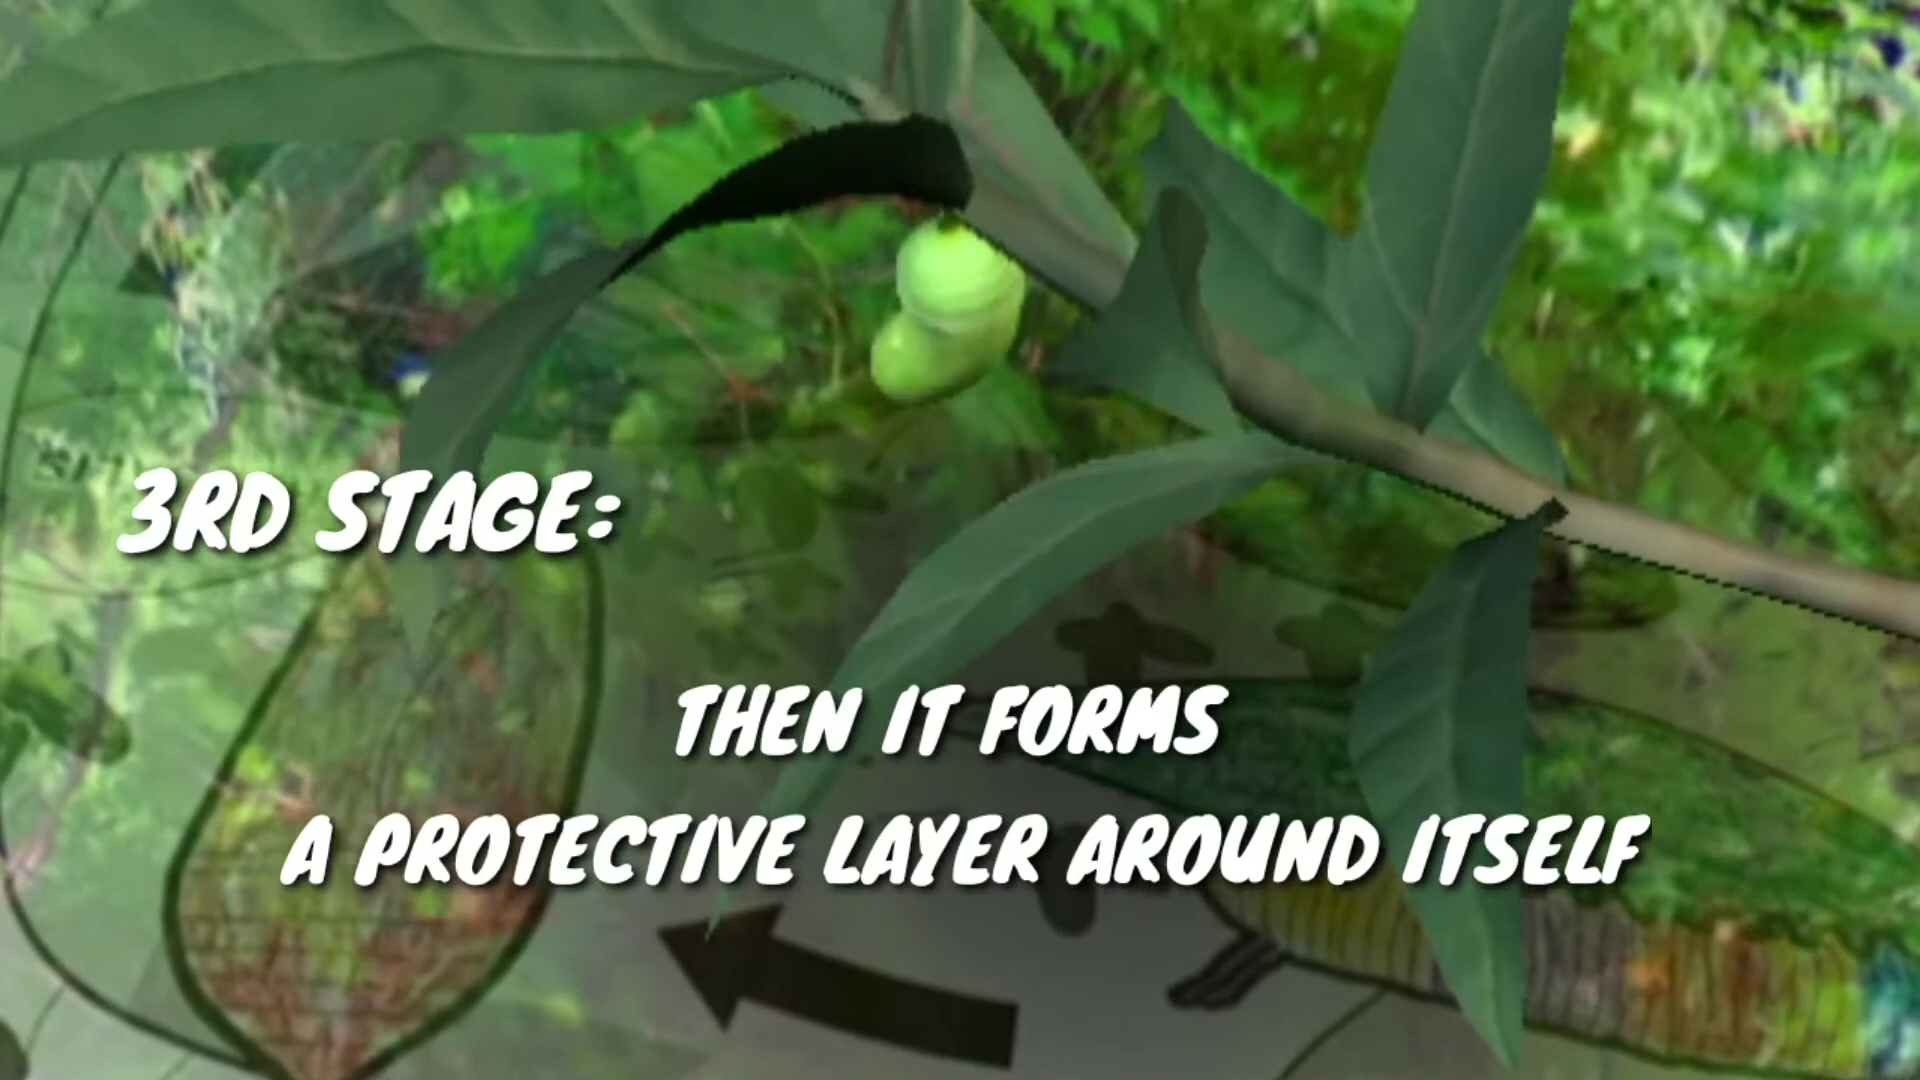 3RD STAGE:
THEN IT FORMS
A PROTECTIVE LAYER AROUND ITSELF